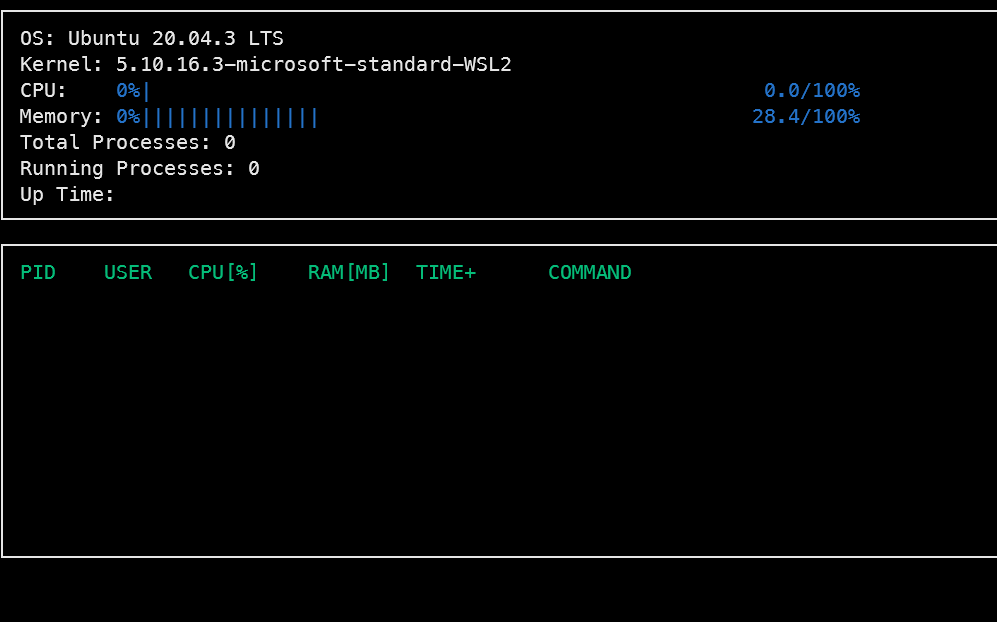 OS: Ubuntu 20.04.3 LTS
Kernel: 5.10.16.3-microsoft-standard-WSL2
CPU: 0%| 0.0/100%
Memory: 0%||||||||||||||| 28.4/100%
Total Processes: 0
Running Processes: 0
Up Time:
PID USER CPU[%] RAM[MB] TIME+ COMMAND